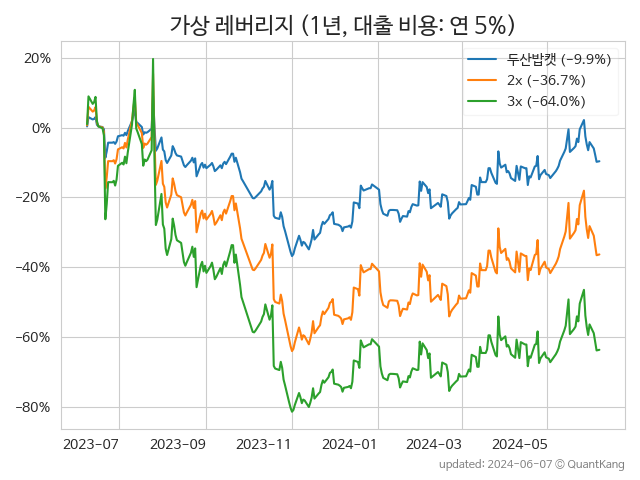 가상 레버리지 (1년, 대출 비용: 연 5%)
두산밥캣 (−9.9%)
2x (−36.7%)
3x (−64.0%)
20%
0%
−20%
−40%
−60%
−80%
2023-07
2023-09
2023-11
2024-01
2024-03
2024-05
updated: 2024-06-07 © QuantKang